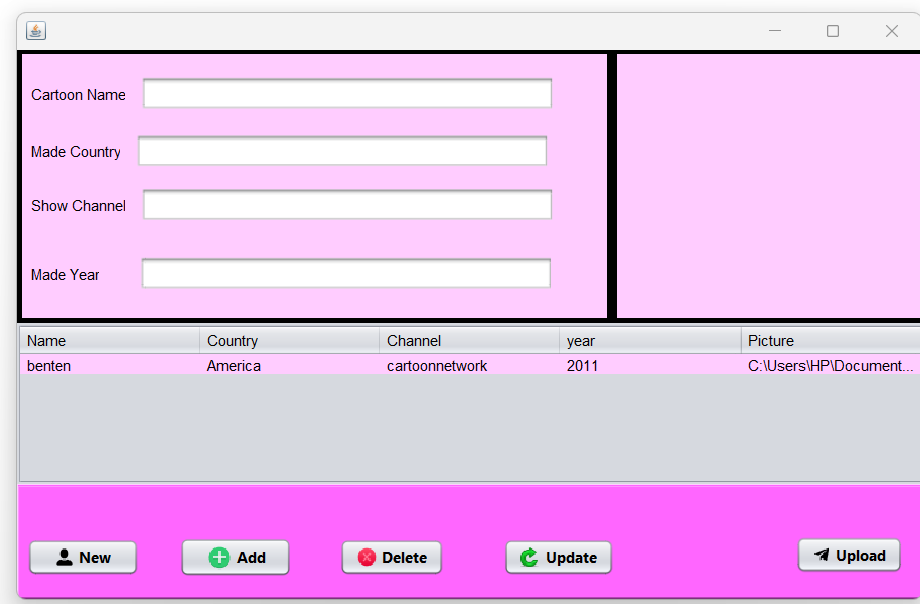 Cartoon Name
Made Country
Show Channel
Made Year
Name Country Channel year Picture
benten America cartoonnetwork 2011 C:\Users\HP\Document...
New Add Delete Update Upload